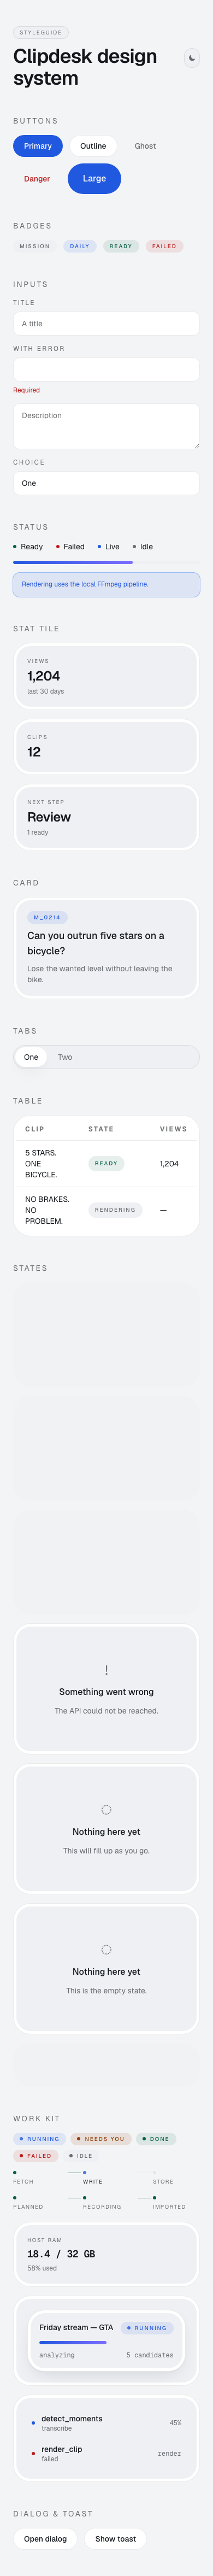 STYLEGUIDE
Clipdesk design
system
BUTTONS
Primary
Outline
Ghost
Danger
Large
BADGES
MISSION
DAILY
READY
FAILED
INPUTS
TITLE
A title
WITH ERROR
Required
Description
CHOICE
One
STATUS
Ready
Failed
Live
Idle
Rendering uses the local FFmpeg pipeline.
STAT TILE
VIEWS
1,204
last 30 days
CLIPS
12
NEXT STEP
Review
1 ready
CARD
M_0214
Can you outrun five stars on a
bicycle?
Lose the wanted level without leaving the
bike.
TABS
One
Two
TABLE
CLIP
STATE
VIEWS
5 STARS.
ONE
BICYCLE.
READY
1,204
NO BRAKES.
NO
PROBLEM.
RENDERING
—
STATES
!
Something went wrong
The API could not be reached.
Nothing here yet
This will fill up as you go.
Nothing here yet
This is the empty state.
WORK KIT
RUNNING
NEEDS YOU
DONE
FAILED
IDLE
FETCH
WRITE
STORE
PLANNED
RECORDING
IMPORTED
HOST RAM
18.4 / 32 GB
58% used
Friday stream — GTA
RUNNING
analyzing
5 candidates
detect_moments
transcribe
45%
render_clip
failed
render
DIALOG & TOAST
Open dialog
Show toast